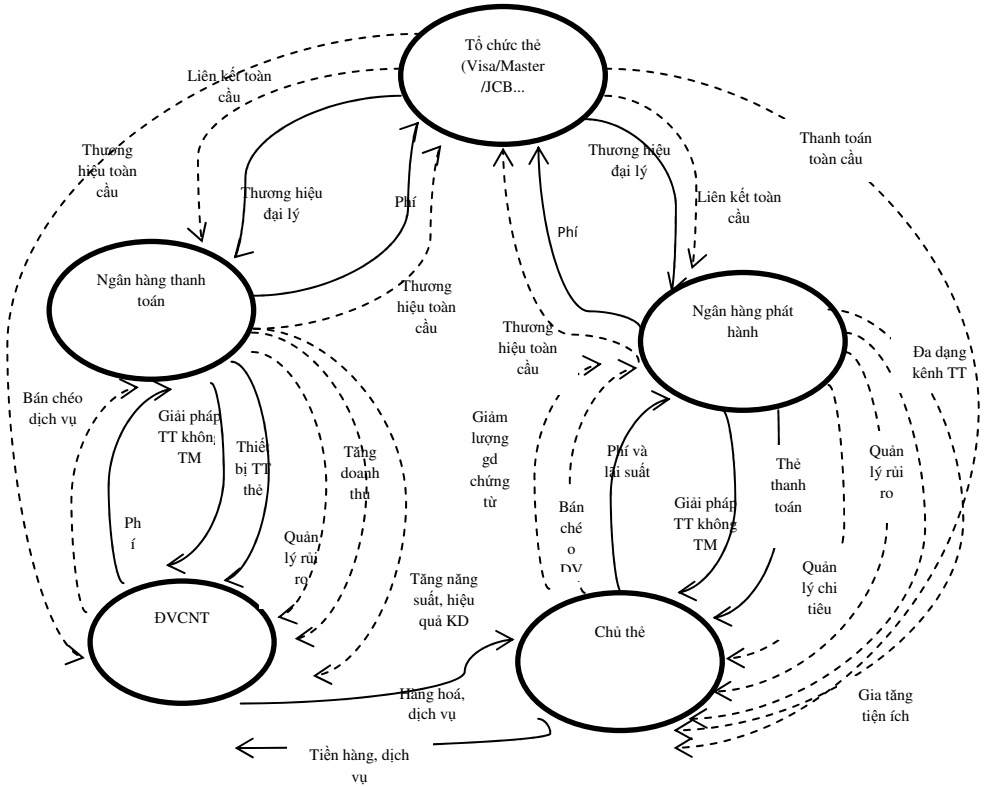 Tổ chức thẻ
(Visa/Master
/JCB...
Liên kết toàn
cầu
Thương
hiệu toàn
cầu
Thương hiệu
đại lý
Phí
Thương hiệu
đại lý
Thanh toán
toàn cầu
Liên kết toàn
cầu
Phí
Ngân hàng thanh
toán
Thương
hiệu toàn
cầu
Thương
hiệu toàn
cầu
Ngân hàng phát
hành
Đa dạng
kênh TT
Bán chéo
dịch vụ
Giải pháp
TT không
TM
Thiết
bị TT
thẻ
Tăng
doanh
thu
Giảm
lượng
gd
chứng
từ
Phí và
lãi suất
Thẻ
thanh
toán
Quản
lý rủi
ro
Ph
í
Quản
lý rủi
ro
Bán
ché
o
DV
Giải pháp
TT không
TM
Quản
lý chi
tiêu
Tăng năng
suất, hiệu
quả KD
ĐVCNT
Chủ thẻ
Hàng hoá,
dịch vụ
Gia tăng
tiện ích
Tiền hàng, dịch
vụ